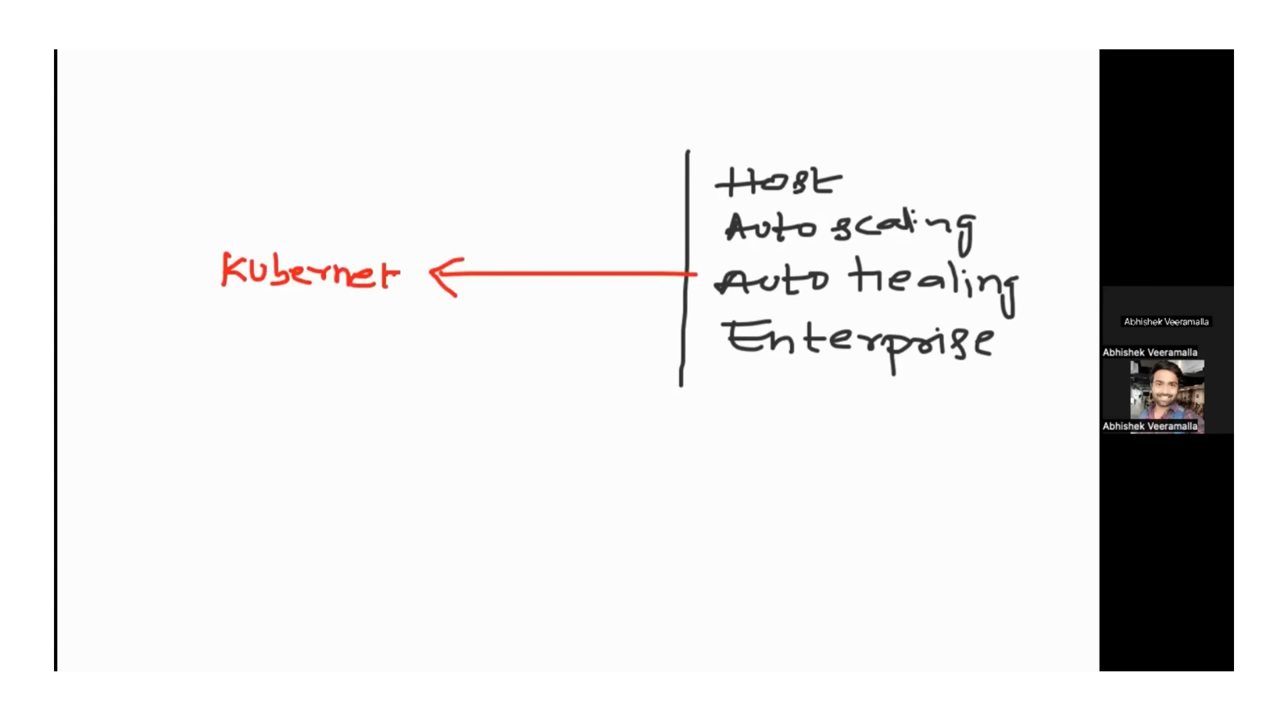 Host
Auto scaling
Kubernet
Auto healing
Enterprise
Abhishek Veeramalla
Abhishek Veeramalla
Abhishek Veeramalla